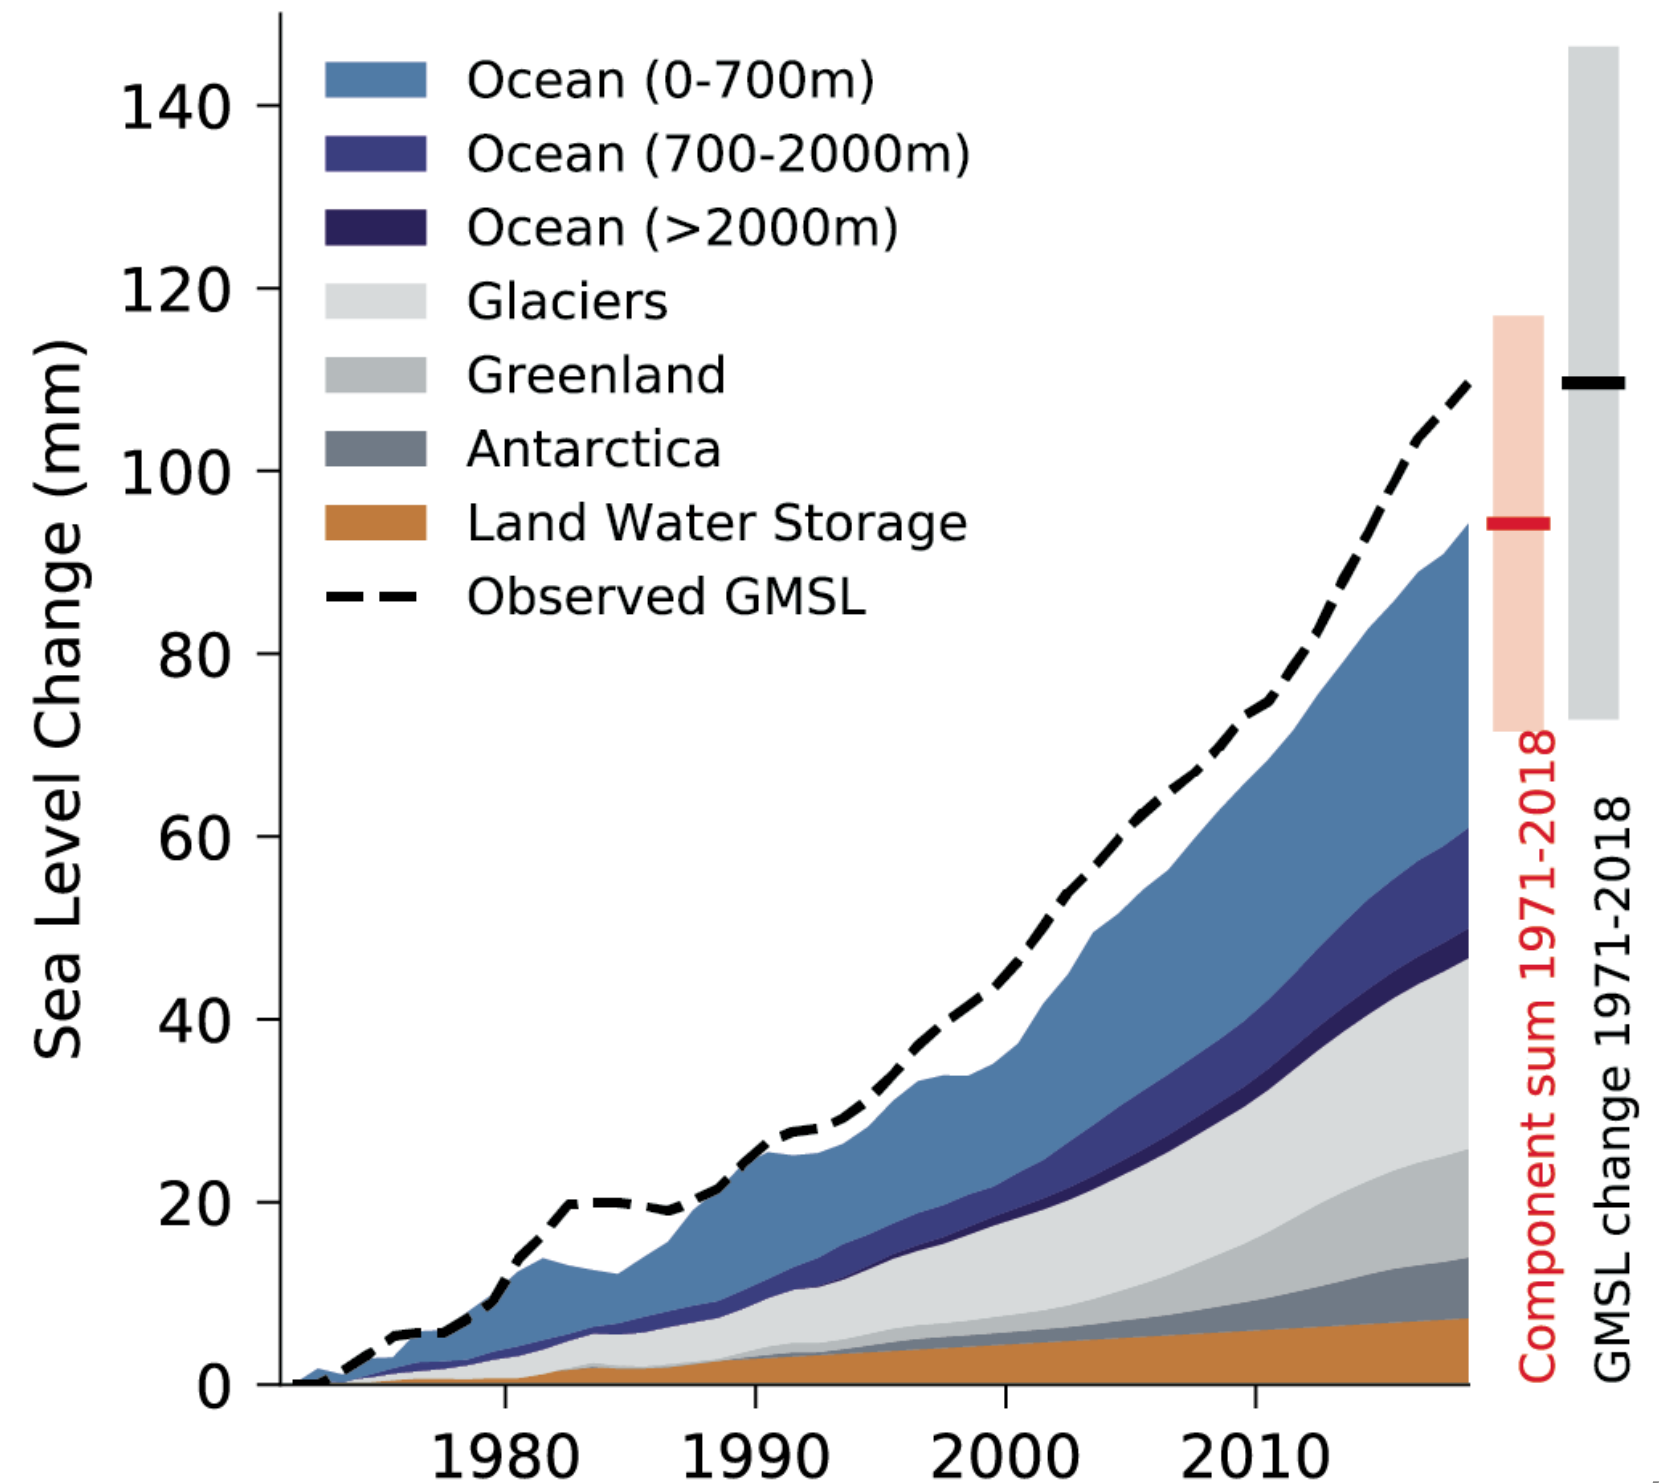 Sea Level Change (mm)
140
120
100
80
60
40
20
0
Ocean (0-700m)
Ocean (700-2000m)
Ocean (>2000m)
Glaciers
Greenland
Antarctica
Land Water Storage
Observed GMSL
1980
1990
2000
2010
Component sum 1971-2018
GMSL change 1971-2018